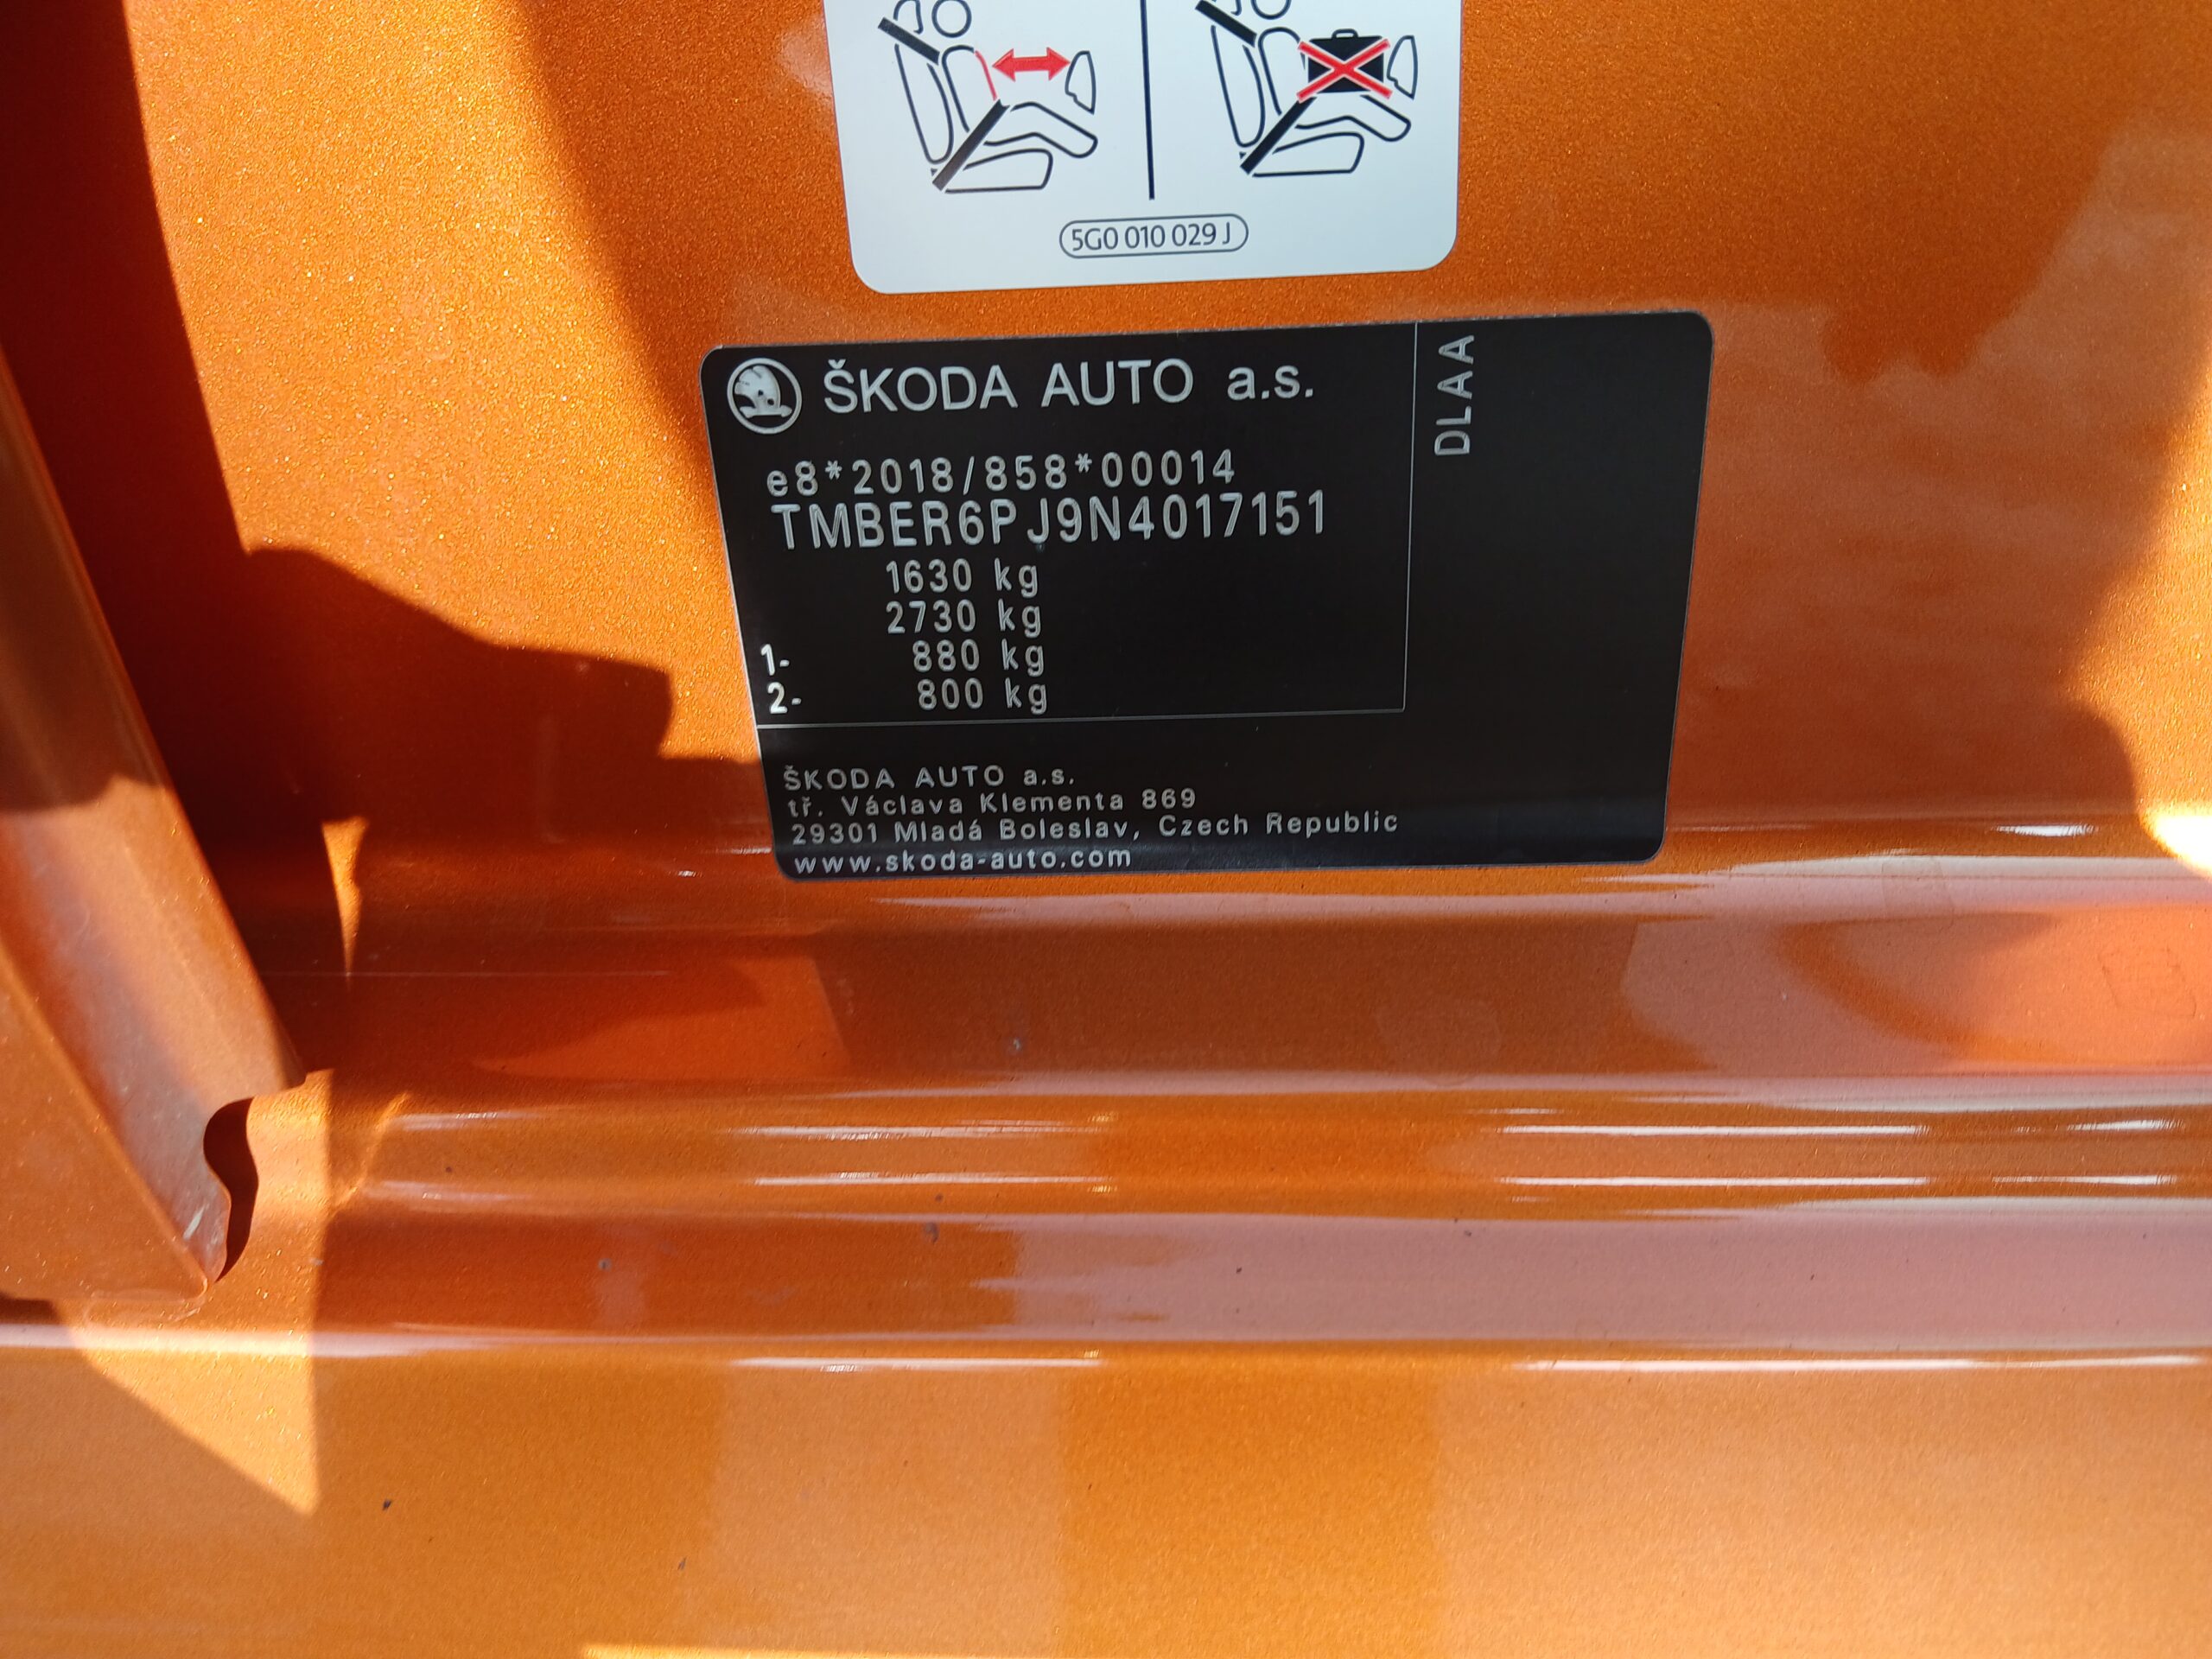 5G0 010 029 J
ŠKODA AUTO a.s.
DLAA
e8*2018/858*00014
TMBER6PJ9N4017151
1630 kg
2730 kg
1- 880 kg
2- 800 kg
ŠKODA AUTO a.s.
tř. Václava Klementa 869
29301 Mladá Boleslav, Czech Republic
www.skoda-auto.com